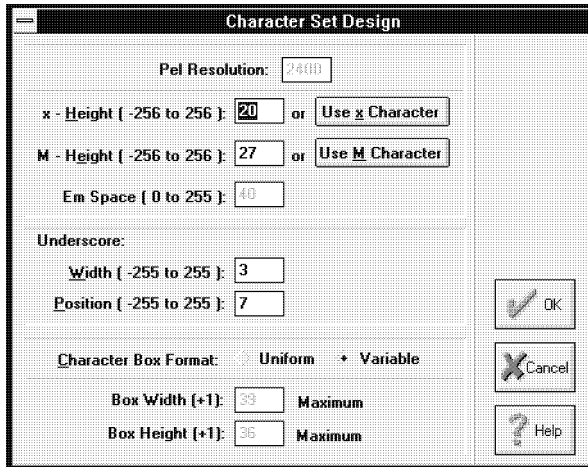 Character Set Design
Pel Resolution: 2400
x - Height ( -256 to 256 ): 20 or Use x Character
M - Height ( -256 to 256 ): 27 or Use M Character
Em Space ( 0 to 255 ): 40
Underscore:
Width ( -255 to 255 ): 3
Position ( -255 to 255 ): 7
OK
Character Box Format: Uniform Variable
Cancel
Box Width (+1): 39 Maximum
Box Height (+1): 36 Maximum
Help